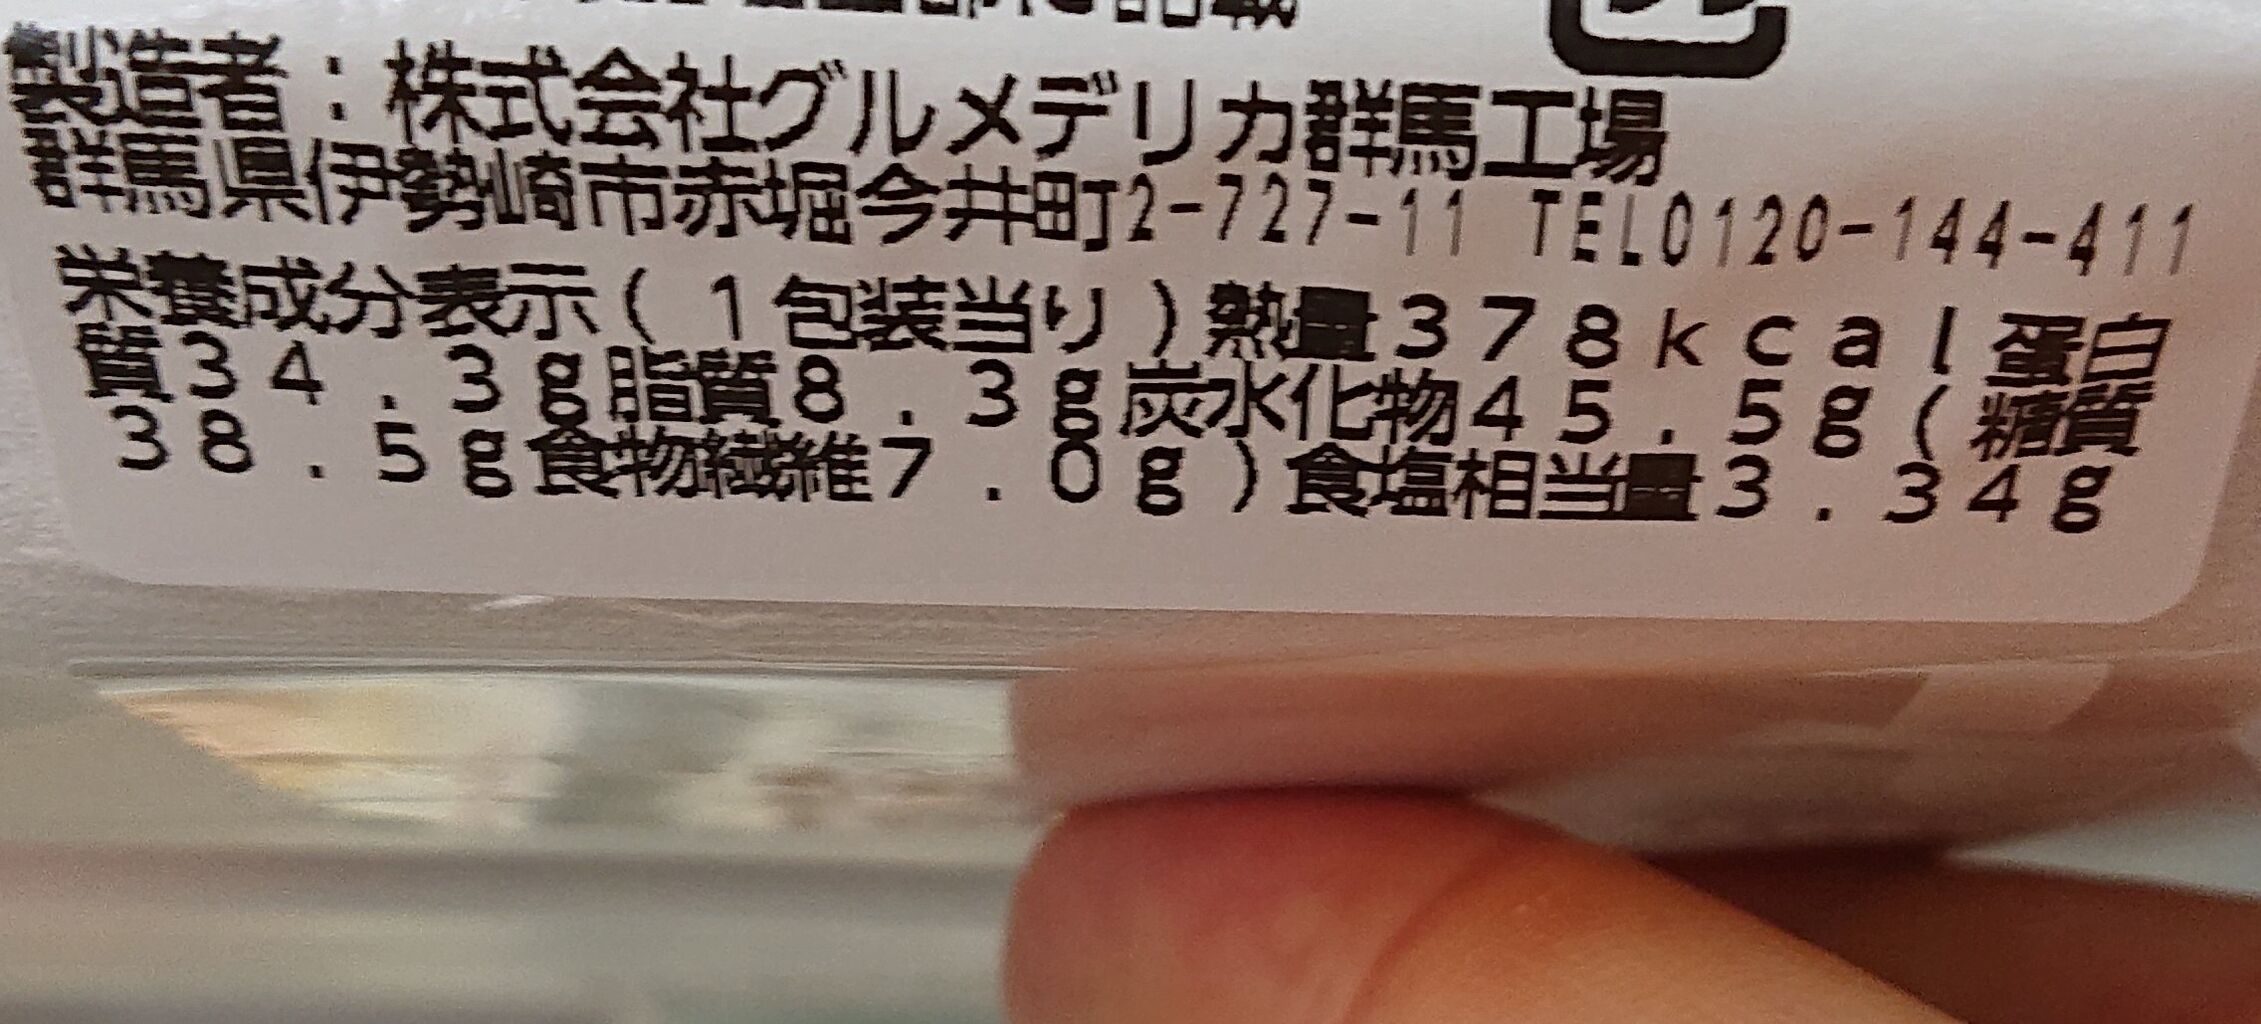 記載
製造者：株式会社グルメデリカ群馬工場
群馬県伊勢崎市赤堀今井町2-727-11 TEL0120-144-411
栄養成分表示(1包装当り)熱量378kcal蛋白
質34.3g脂質8.3g炭水化物45.5g(糖質
38.5g食物繊維7.0g)食塩相当量3.34g